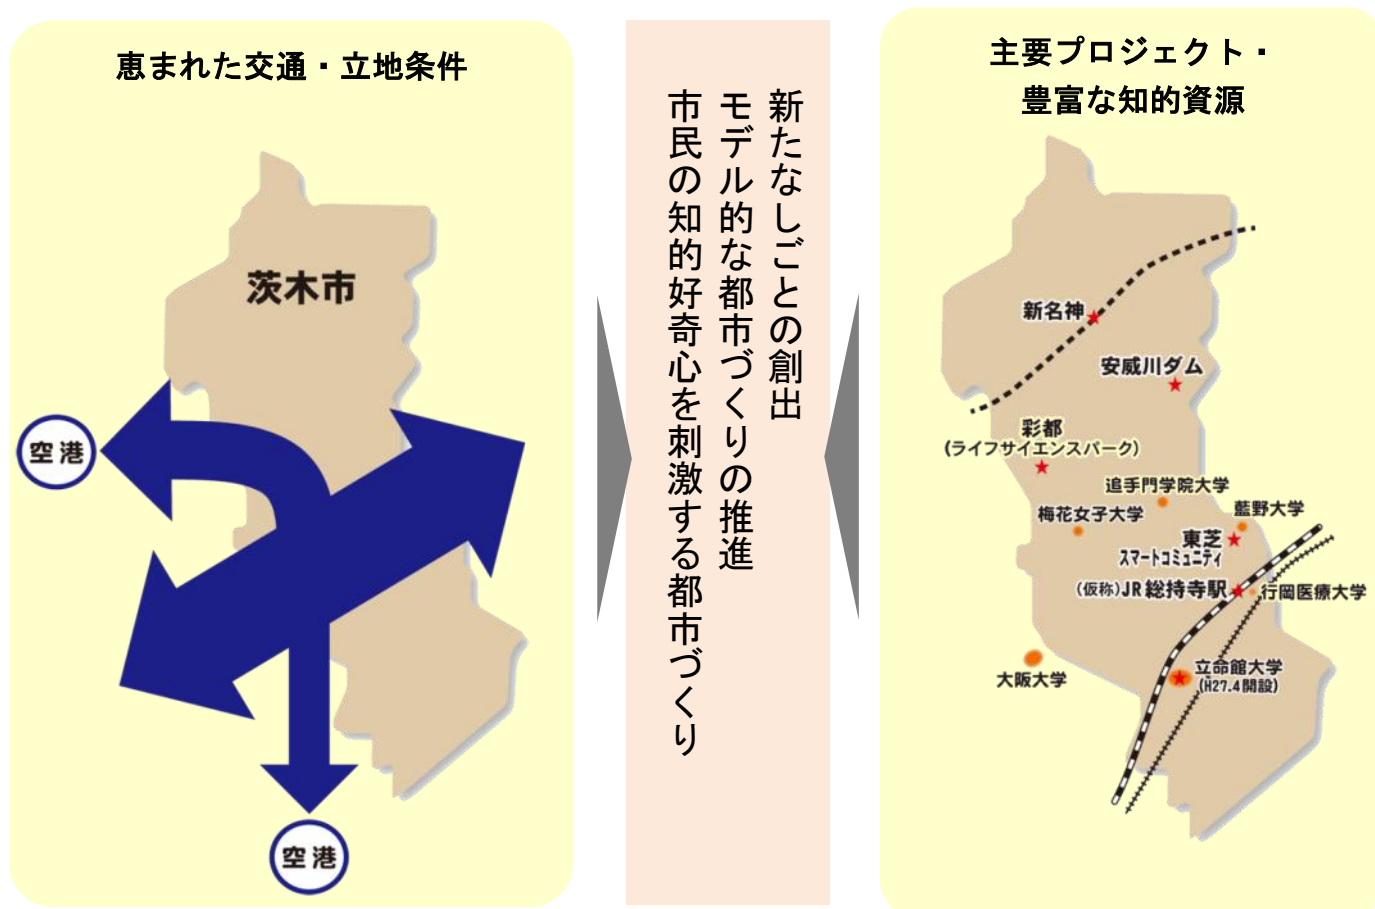 恵まれた交通・立地条件
茨木市
空港
空港
新たなしごとの創出
モデル的な都市づくりの推進
市民の知的好奇心を刺激する都市づくり
主要プロジェクト・
豊富な知的資源
新名神
安威川ダム
彩都
(ライフサイエンスパーク)
追手門学院大学
梅花女子大学
藍野大学
東芝
スマートコミュニティ
(仮称)JR総持寺駅
行岡医療大学
大阪大学
立命館大学
(H27.4開設)